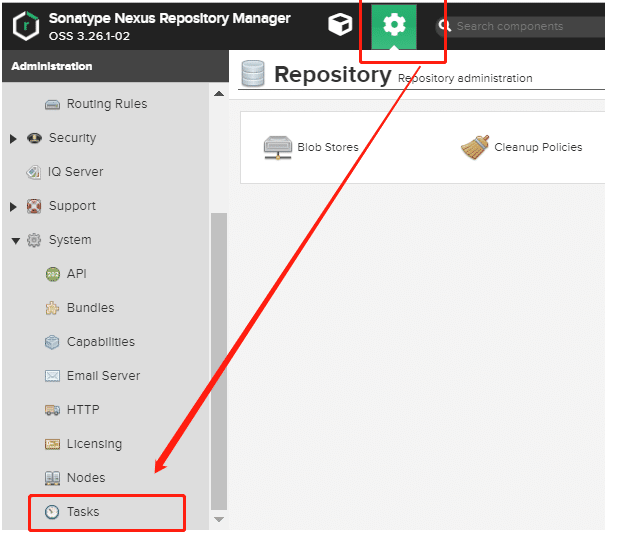 Sonatype Nexus Repository Manager
OSS 3.26.1-02
Search components
Administration
Repository Repository administration
Routing Rules
Security
IQ Server
Support
System
API
Bundles
Capabilities
Email Server
HTTP
Licensing
Nodes
Tasks
Blob Stores
Cleanup Policies